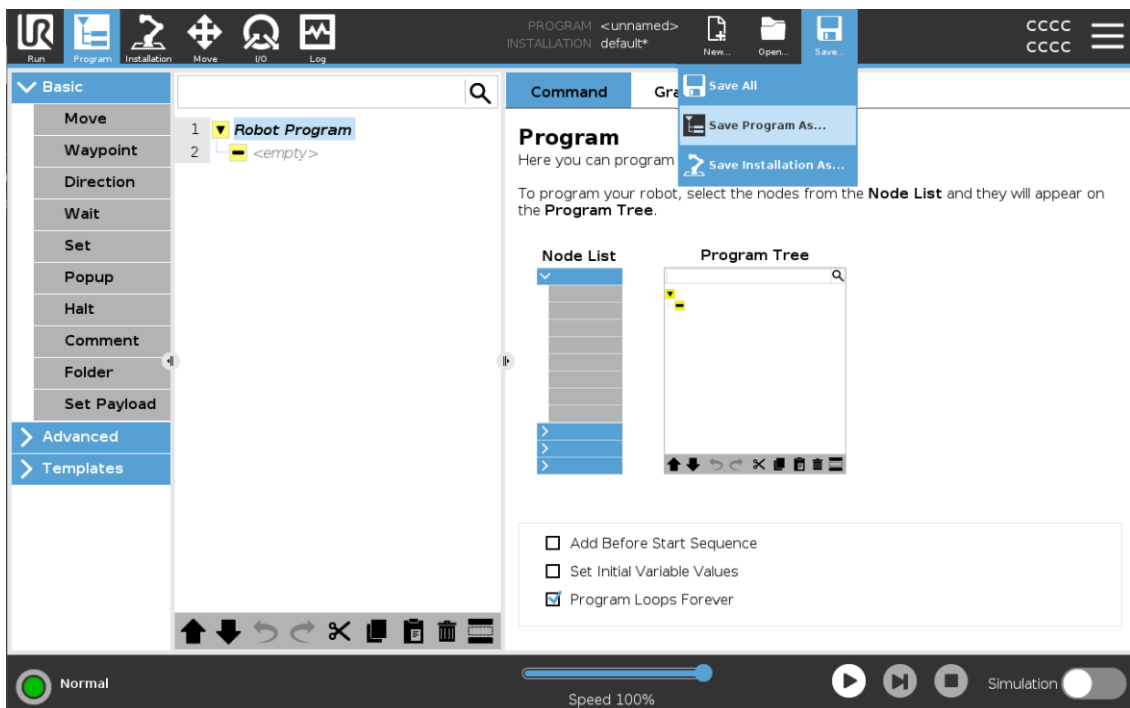 UR
Run
Program
Installation
Move
I/O
Log
PROGRAM <unnamed>
INSTALLATION default*
New...
Open...
Save...
CCCC
CCCC
Save All
Save Program As...
Save Installation As...
Basic
Move
Waypoint
Direction
Wait
Set
Popup
Halt
Comment
Folder
Set Payload
Advanced
Templates
1 Robot Program
2 <empty>
Command Gra
Program
Here you can program
To program your robot, select the nodes from the Node List and they will appear on
the Program Tree.
Node List Program Tree
Add Before Start Sequence
Set Initial Variable Values
Program Loops Forever
Normal
Speed 100%
Simulation